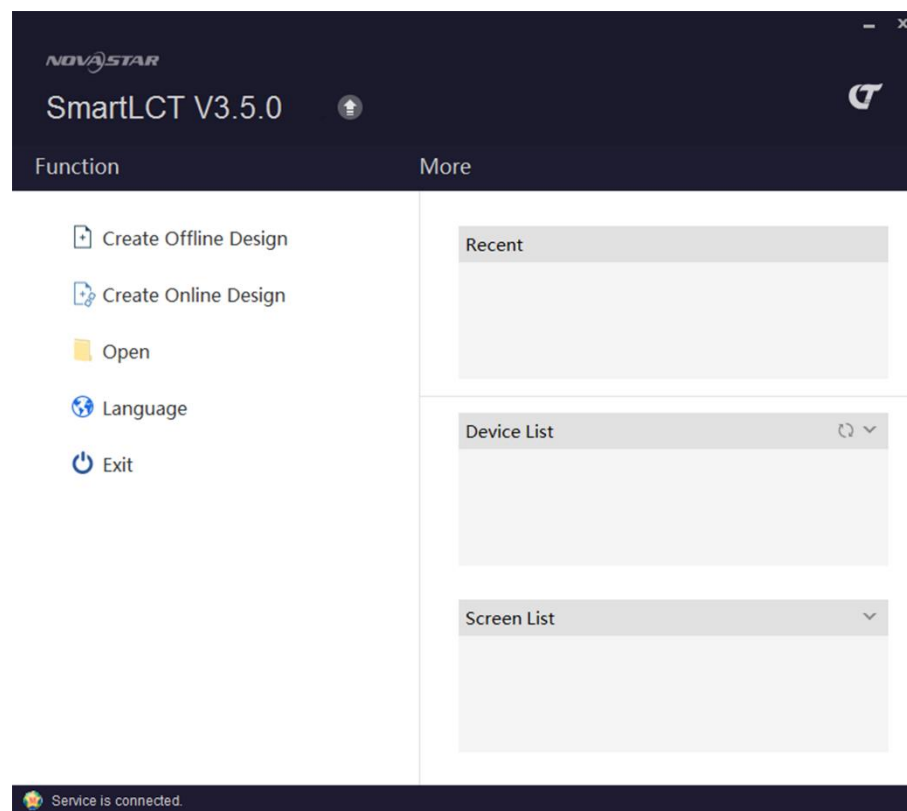 NOVASTAR
SmartLCT V3.5.0
Function
More
Create Offline Design
Create Online Design
Open
Language
Exit
Recent
Device List
Screen List
Service is connected.